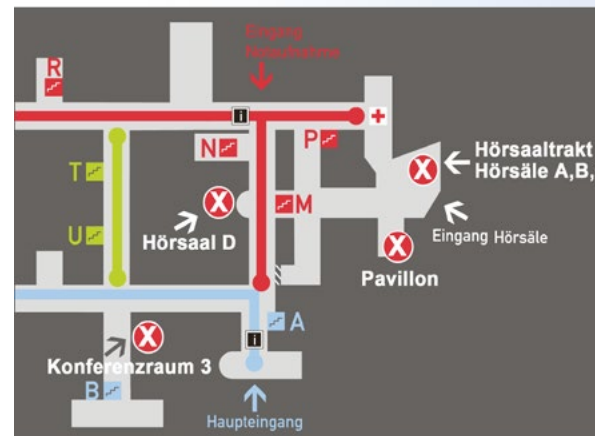 Eingang
Notaufnahme
R
i
N
P
+
Hörsaaltrakt
Hörsäle A,B,
T
X
X
M
U
Hörsaal D
Eingang Hörsäle
X
Pavillon
A
i
X
Konferenzraum 3
B
Haupteingang